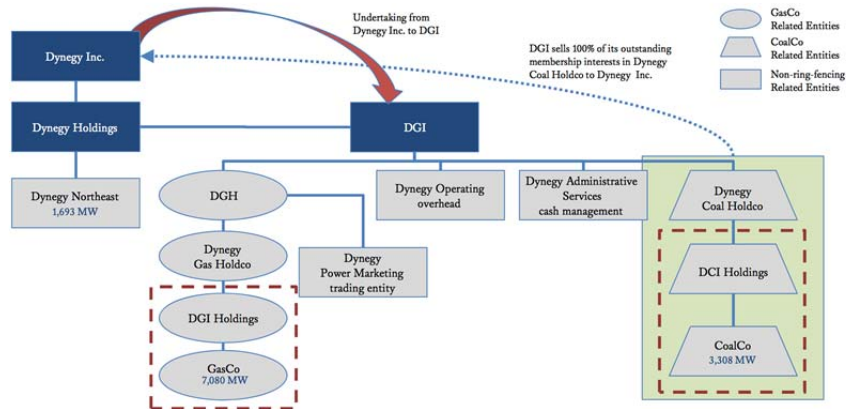 Undertaking from
Dynegy Inc. to DGI
GasCo
Related Entities
CoalCo
Related Entities
Non-ring-fencing
Related Entities
DGI sells 100% of its outstanding
membership interests in Dynegy
Coal Holdco to Dynegy Inc.
Dynegy Inc.
Dynegy Holdings
DGI
Dynegy Northeast
1,693 MW
DGH
Dynegy Operating
overhead
Dynegy Administrative
Services
cash management
Dynegy
Coal Holdco
Dynegy
Gas Holdco
Dynegy
Power Marketing
trading entity
DCI Holdings
DGI Holdings
GasCo
7,080 MW
CoalCo
3,308 MW